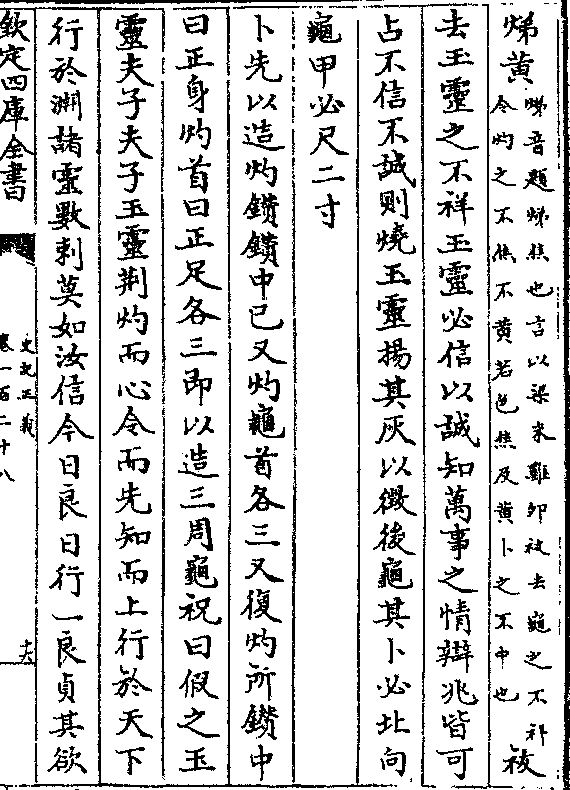 焍黃
焍音題焍焦也言以梁米雞卵祓去龜之不祥
令灼之不焦不黃若色焦及黃卜之不中也
祓
去玉靈之不祥玉靈必信以誠知萬事之情辯兆皆可
占不信不誠則燒玉靈揚其灰以徵後龜其卜必北向
龜甲必尺二寸
卜先以造灼鑽鑽中已又灼龜首各三又復灼所鑽中
曰正身灼首曰正足各三即以造三周龜祝曰假之玉
靈夫子夫子玉靈荆灼而心令而先知而上行於天下
行於淵諸靈數刺莫如汝信今日良日行一良貞其欲
欽定四庫全書
史記正義
卷一百二十八
十六